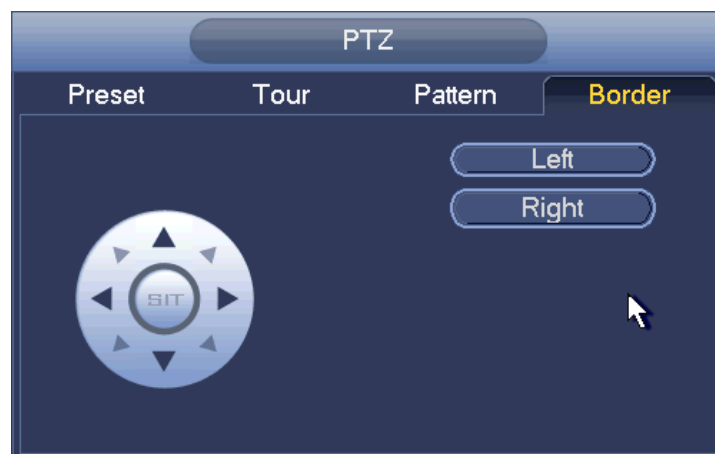 PTZ
Preset Tour Pattern Border
Left
Right
SIT